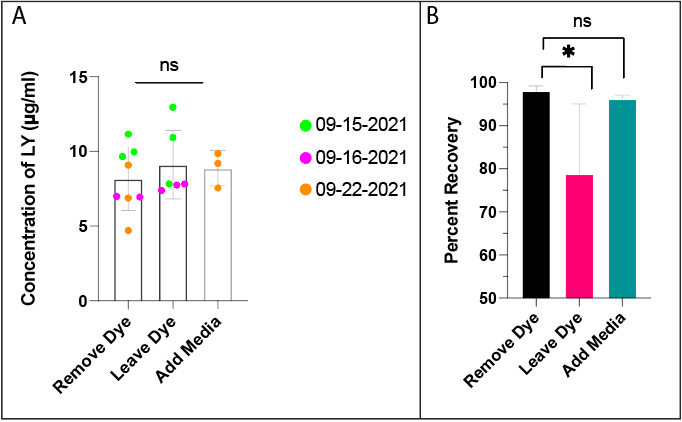 A
Concentration of LY (µg/ml)
15
10
5
0
ns
Remove Dye
Leave Dye
Add Media
09-15-2021
09-16-2021
09-22-2021
B
Percent Recovery
100
90
80
70
60
50
ns
*
Remove Dye
Leave Dye
Add Media